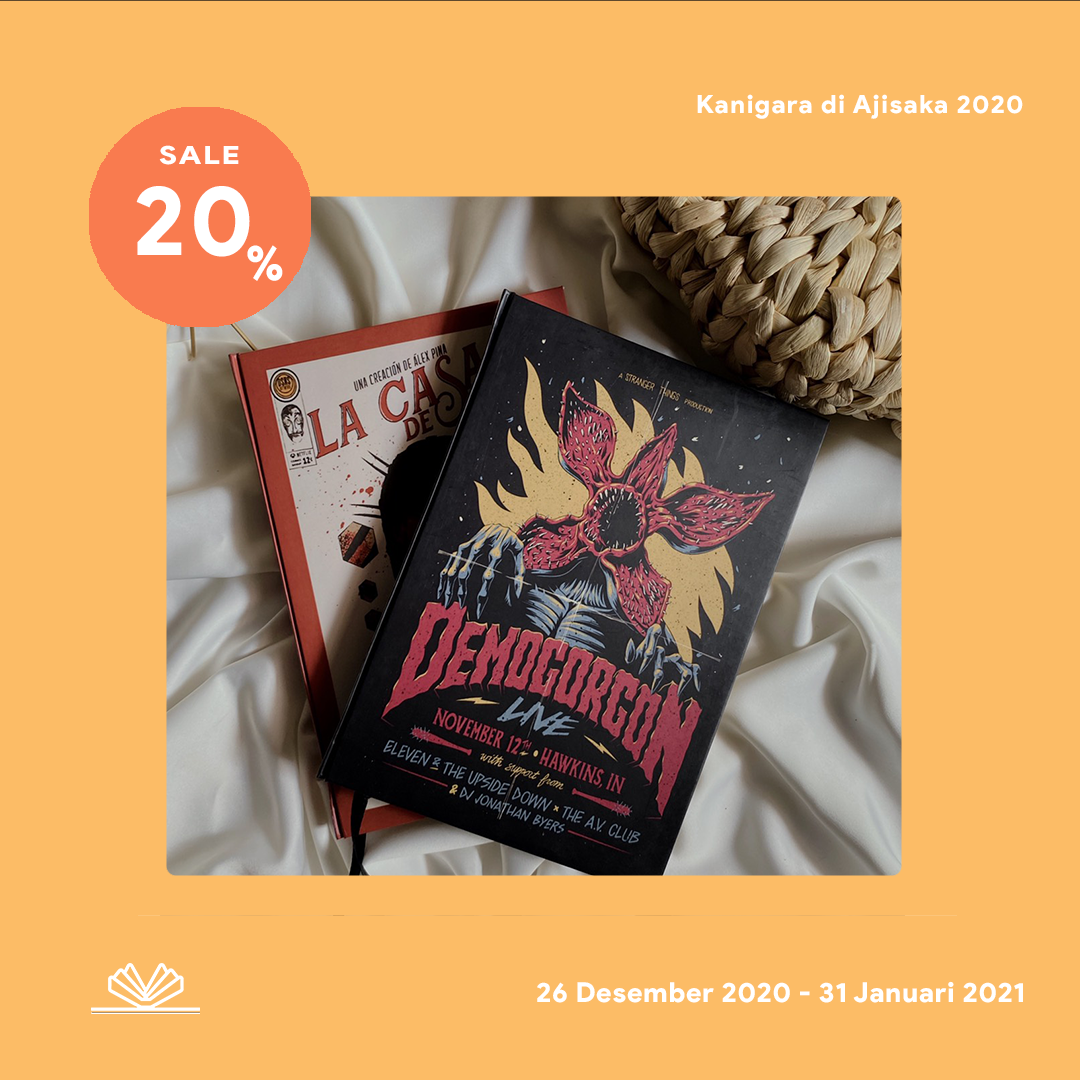 Kanigara di Ajisaka 2020
SALE
20%
UNA CREACIÓN DE ÁLEX PINA
LA CASA
DE
NETFLIX
A STRANGER THINGS PRODUCTION
DEMOGORGON
LIVE
NOVEMBER 12TH • HAWKINS, IN
with support from
ELEVEN & THE UPSIDE DOWN × THE A.V. CLUB
& DJ JONATHAN BYERS
26 Desember 2020 - 31 Januari 2021